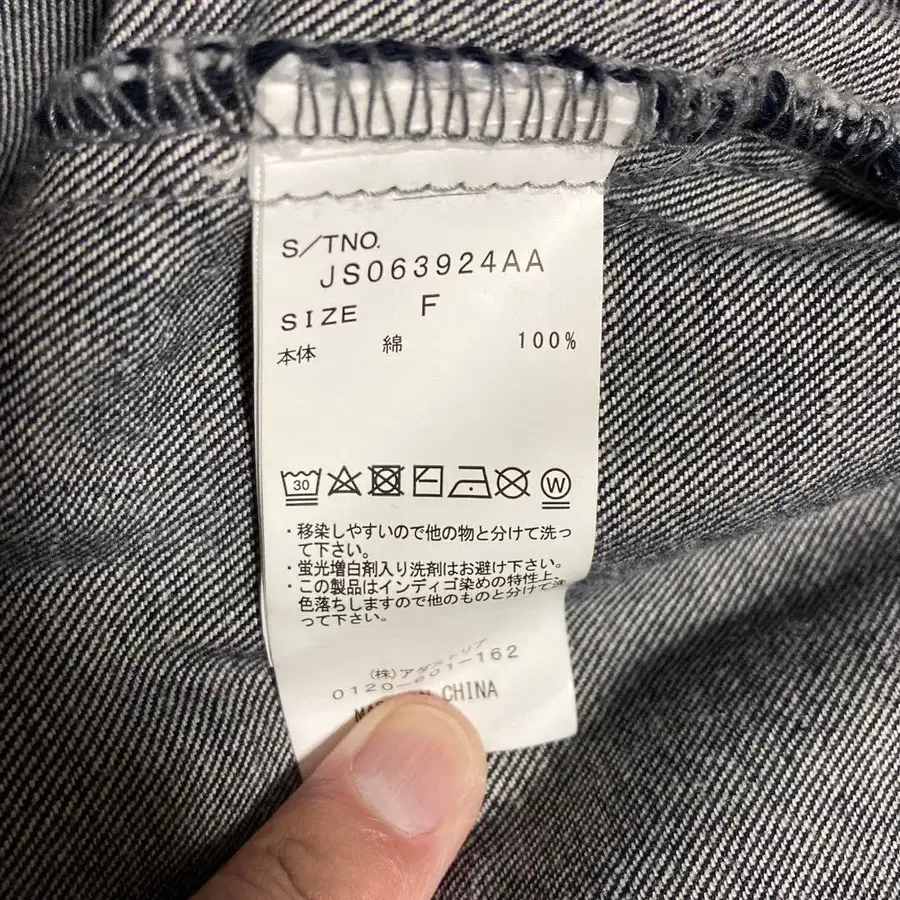 S/TNO.
JS063924AA
SIZE F
本体 綿 100%
30 W
・移染しやすいので他の物と分けて洗っ
て下さい。
・蛍光増白剤入り洗剤はお避け下さい。
・この製品はインディゴ染めの特性上、
色落ちしますので他のものと分けて洗
って下さい。
(株)アダストリア
0120-601-162
CHINA